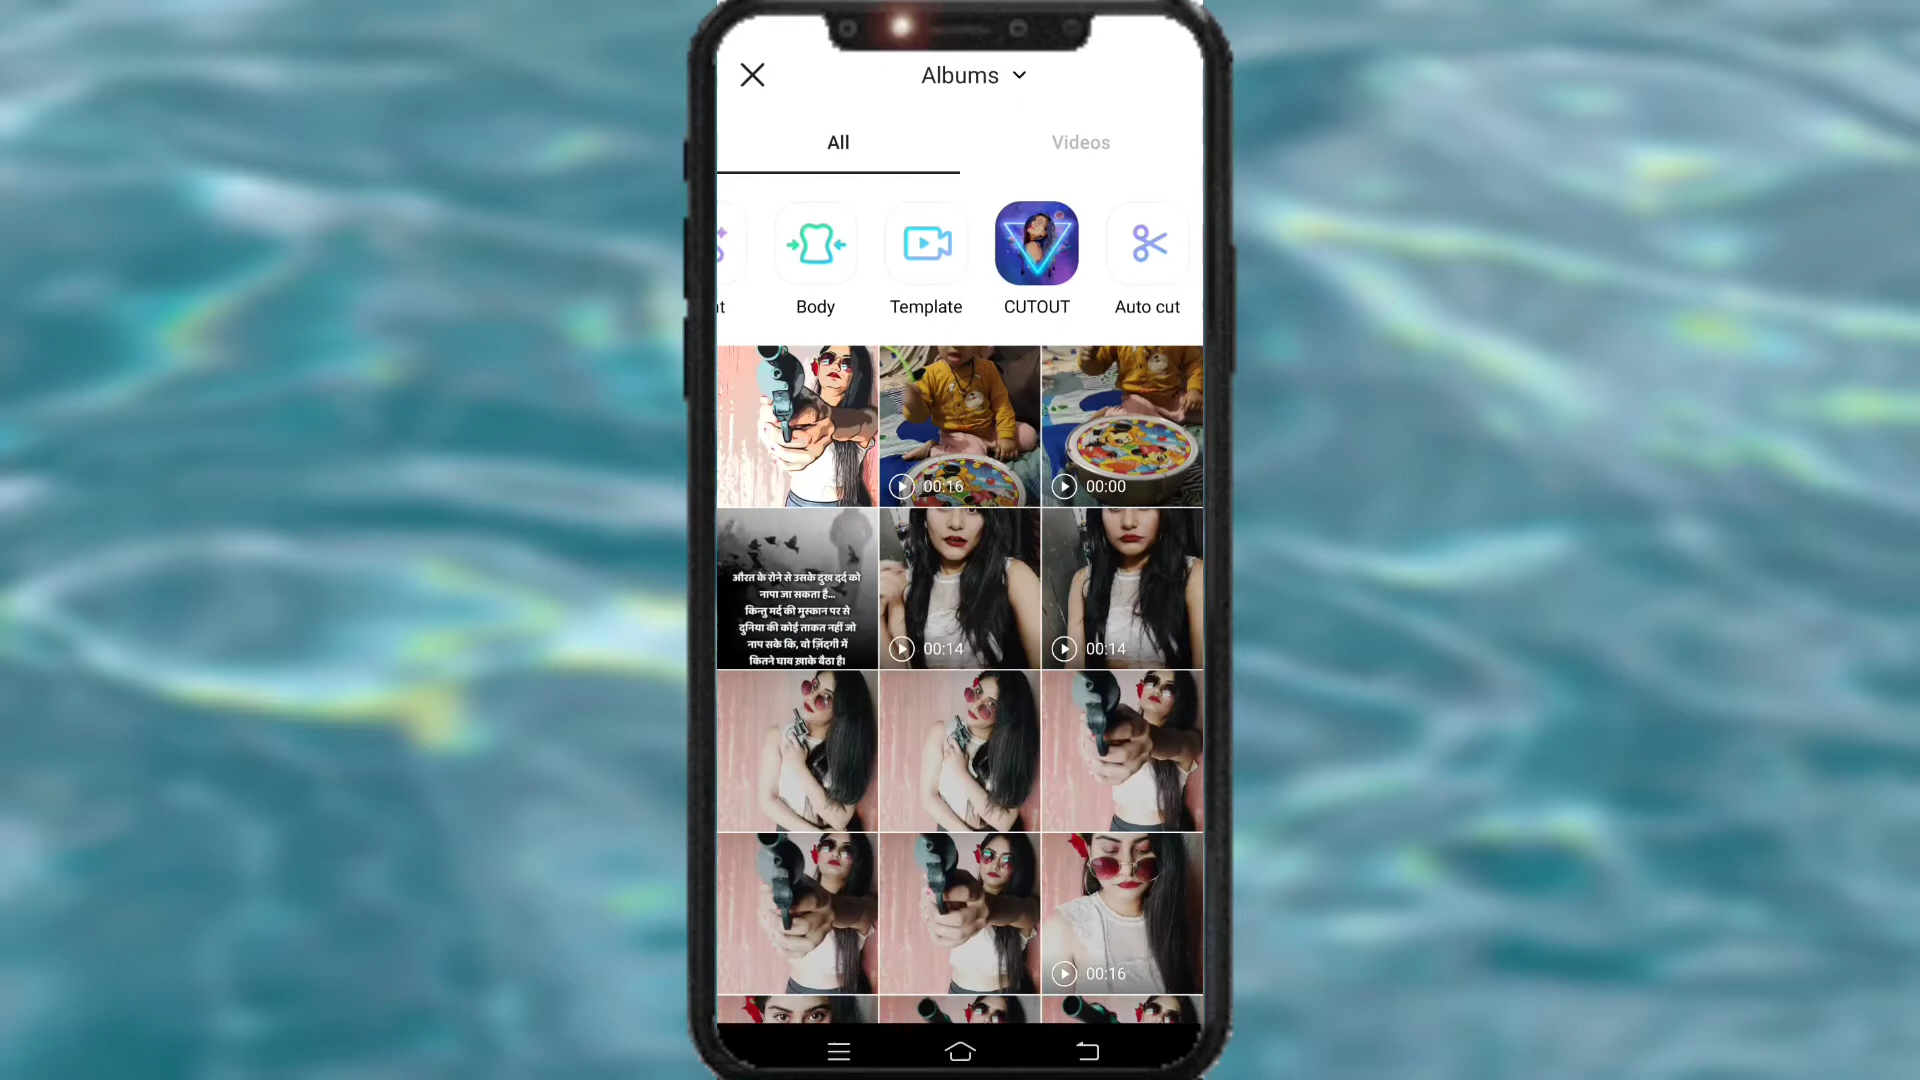 Albums
All
Videos
Body
Template
CUTOUT
Auto cut
00:16
00:00
औरत के रोने से उसके दुख दर्द को
नापा जा सकता है...
किन्तु मर्द की मुस्कान पर से
दुनिया की कोई ताकत नहीं जो
नाप सके कि, वो ज़िंदगी में
कितने घाव खाके बैठा है।
00:14
00:14
00:16